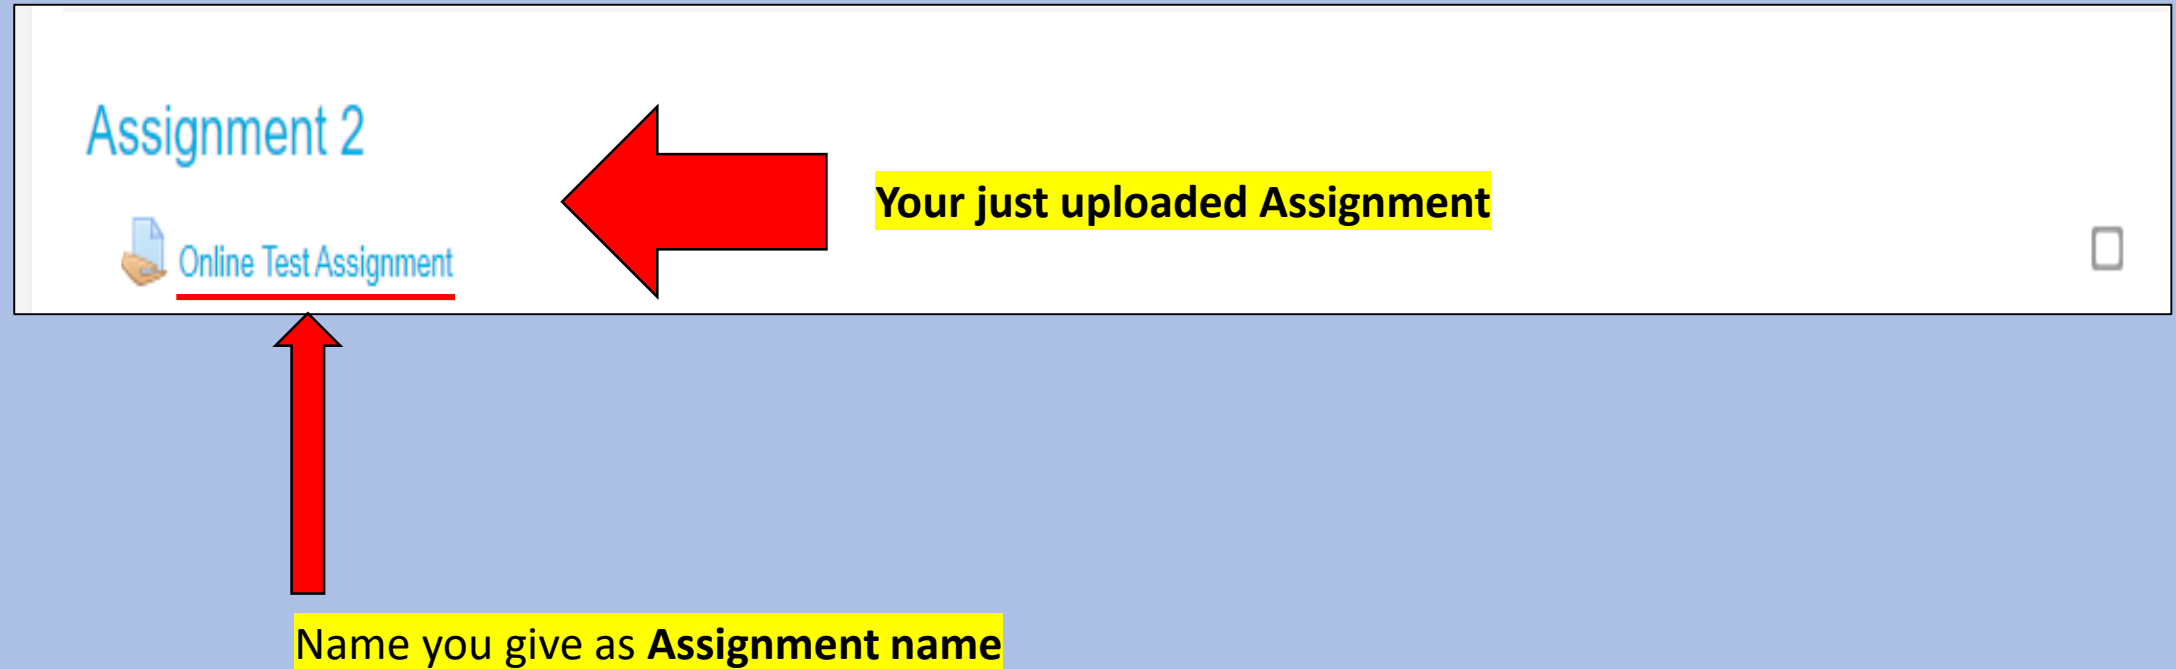 Assignment 2
Your just uploaded Assignment
Online Test Assignment
Name you give as Assignment name